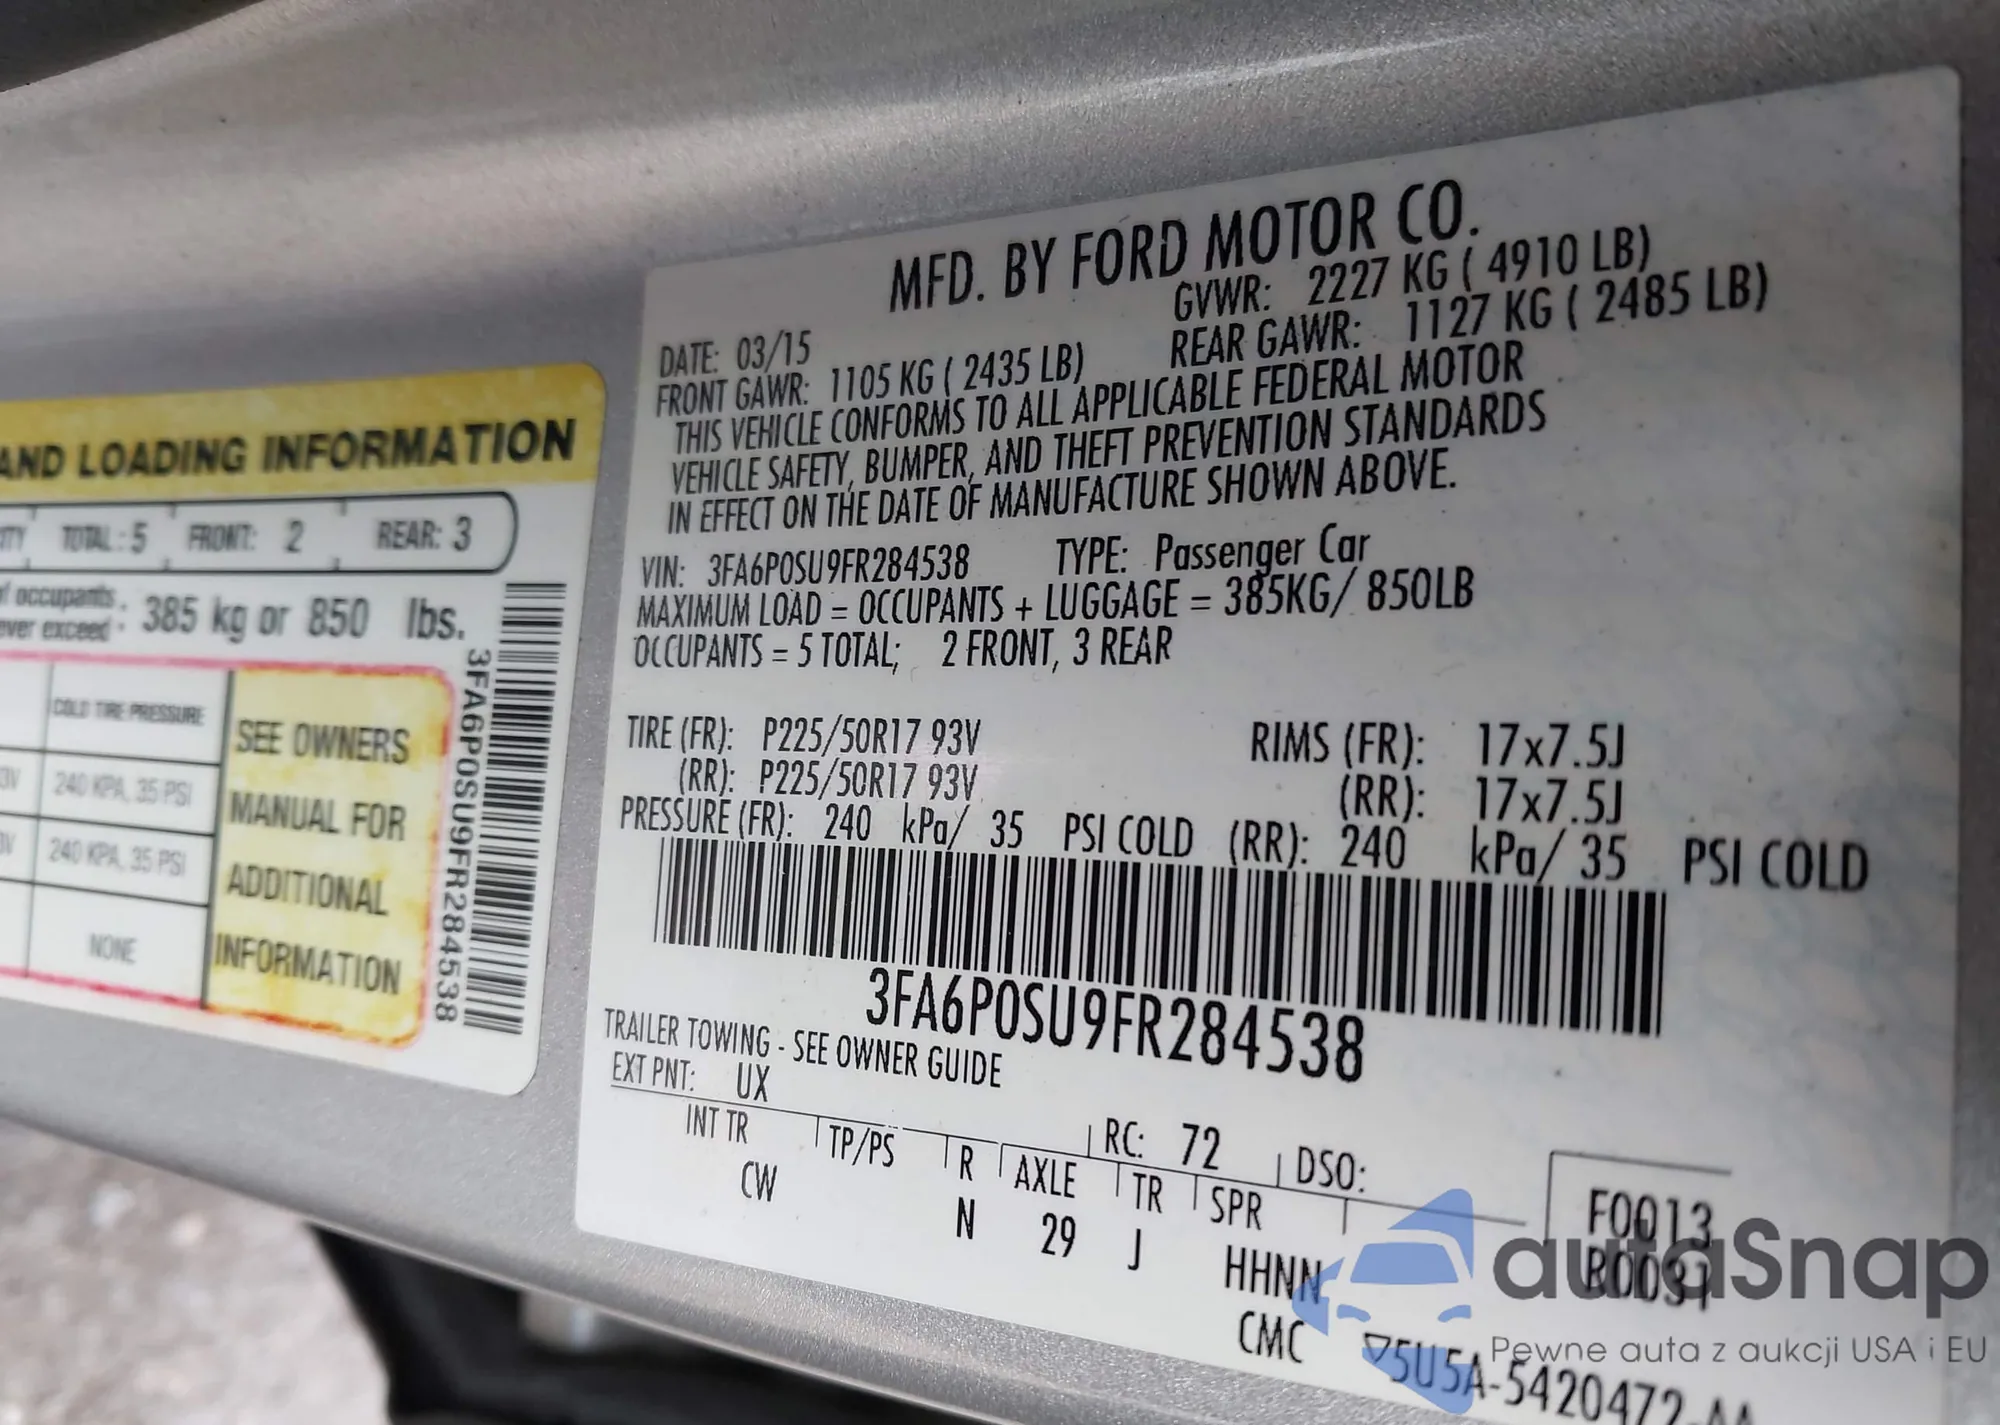 AND LOADING INFORMATION
TOTAL: 5 FRONT: 2 REAR: 3
occupants
ever exceed 385 kg or 850 lbs.
COLD TIRE PRESSURE
240 KPA, 35 PSI
240 KPA, 35 PSI
NONE
SEE OWNERS
MANUAL FOR
ADDITIONAL
INFORMATION
3FA6P0SU9FR284538
MFD. BY FORD MOTOR CO.
DATE: 03/15 GVWR: 2227 KG ( 4910 LB)
FRONT GAWR: 1105 KG ( 2435 LB) REAR GAWR: 1127 KG ( 2485 LB)
THIS VEHICLE CONFORMS TO ALL APPLICABLE FEDERAL MOTOR
VEHICLE SAFETY, BUMPER, AND THEFT PREVENTION STANDARDS
IN EFFECT ON THE DATE OF MANUFACTURE SHOWN ABOVE.
VIN: 3FA6P0SU9FR284538 TYPE: Passenger Car
MAXIMUM LOAD = OCCUPANTS + LUGGAGE = 385KG/ 850LB
OCCUPANTS = 5 TOTAL; 2 FRONT, 3 REAR
TIRE (FR): P225/50R17 93V RIMS (FR): 17x7.5J
(RR): P225/50R17 93V (RR): 17x7.5J
PRESSURE (FR): 240 kPa/ 35 PSI COLD (RR): 240 kPa/ 35 PSI COLD
3FA6P0SU9FR284538
TRAILER TOWING - SEE OWNER GUIDE
EXT PNT: UX RC: 72 DSO:
INT TR TP/PS R AXLE TR SPR F0013
CW N 29 J HHNN R0031
CMC ▽5U5A-5420472-AA
autaSnap
Pewne auta z aukcji USA i EU